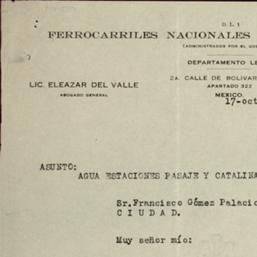 D. L. 1
FERROCARRILES NACIONALES
(ADMINISTRADOS POR EL GO
DEPARTAMENTO LE
LIC. ELEAZAR DEL VALLE
ABOGADO GENERAL
2A. CALLE DE BOLIVAR
APARTADO 322
MEXICO.
17-oct
ASUNTO:
AGUA ESTACIONES PASAJE Y CATALINA
Sr. Francisco Gómez Palacio
CIUDAD.
Muy señor mío: